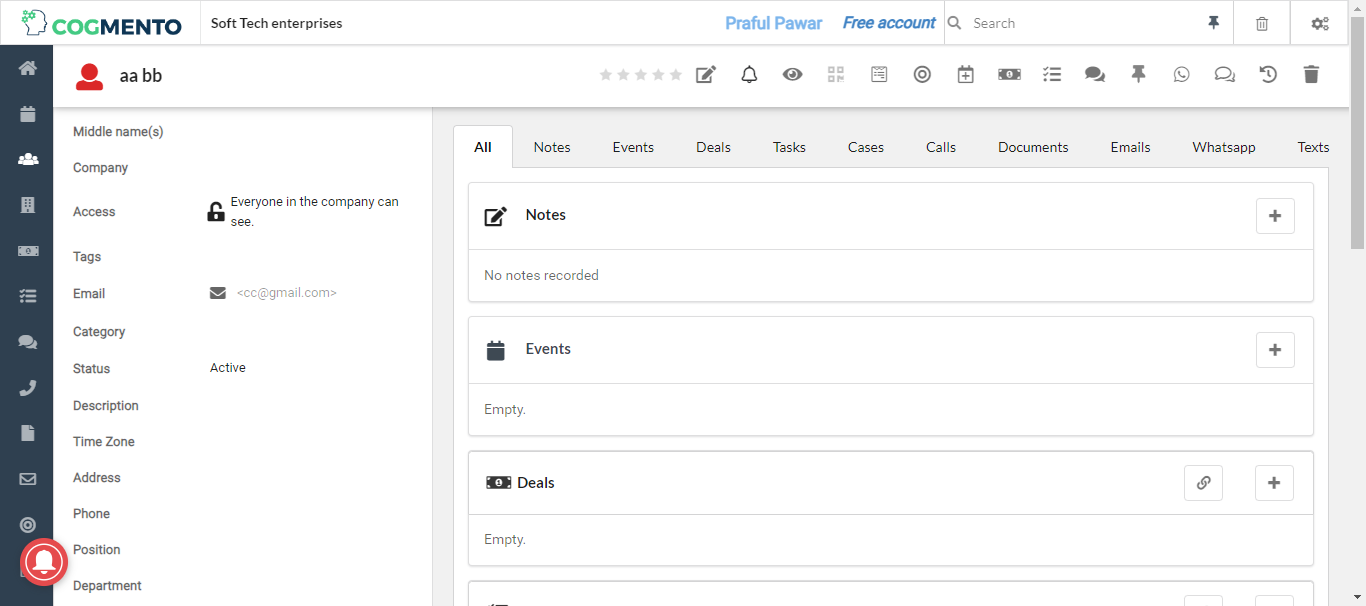 COGMENTO
Soft Tech enterprises
Praful Pawar
Free account
Search
aa bb
Middle name(s)
Company
Access
Everyone in the company can
see.
Tags
Email
<cc@gmail.com>
Category
Status
Active
Description
Time Zone
Address
Phone
Position
Department
All
Notes
Events
Deals
Tasks
Cases
Calls
Documents
Emails
Whatsapp
Texts
Notes
No notes recorded
Events
Empty.
Deals
Empty.